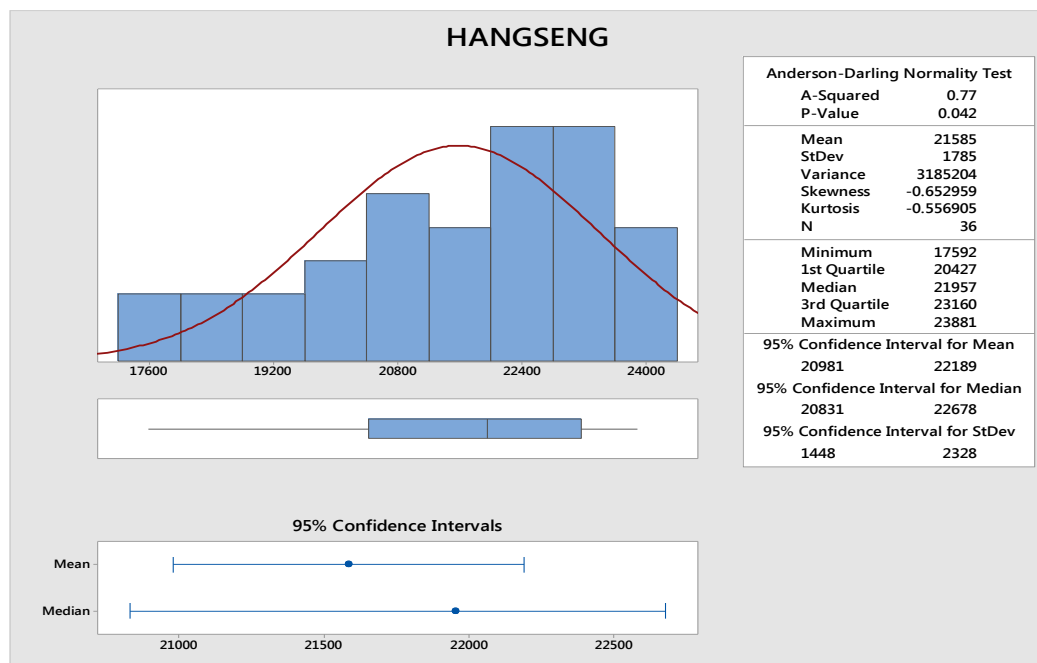 HANGSENG
17600 19200 20800 22400 24000
95% Confidence Intervals
Mean
Median
21000 21500 22000 22500
Anderson-Darling Normality Test
A-Squared 0.77
P-Value 0.042
Mean 21585
StDev 1785
Variance 3185204
Skewness -0.652959
Kurtosis -0.556905
N 36
Minimum 17592
1st Quartile 20427
Median 21957
3rd Quartile 23160
Maximum 23881
95% Confidence Interval for Mean
20981 22189
95% Confidence Interval for Median
20831 22678
95% Confidence Interval for StDev
1448 2328